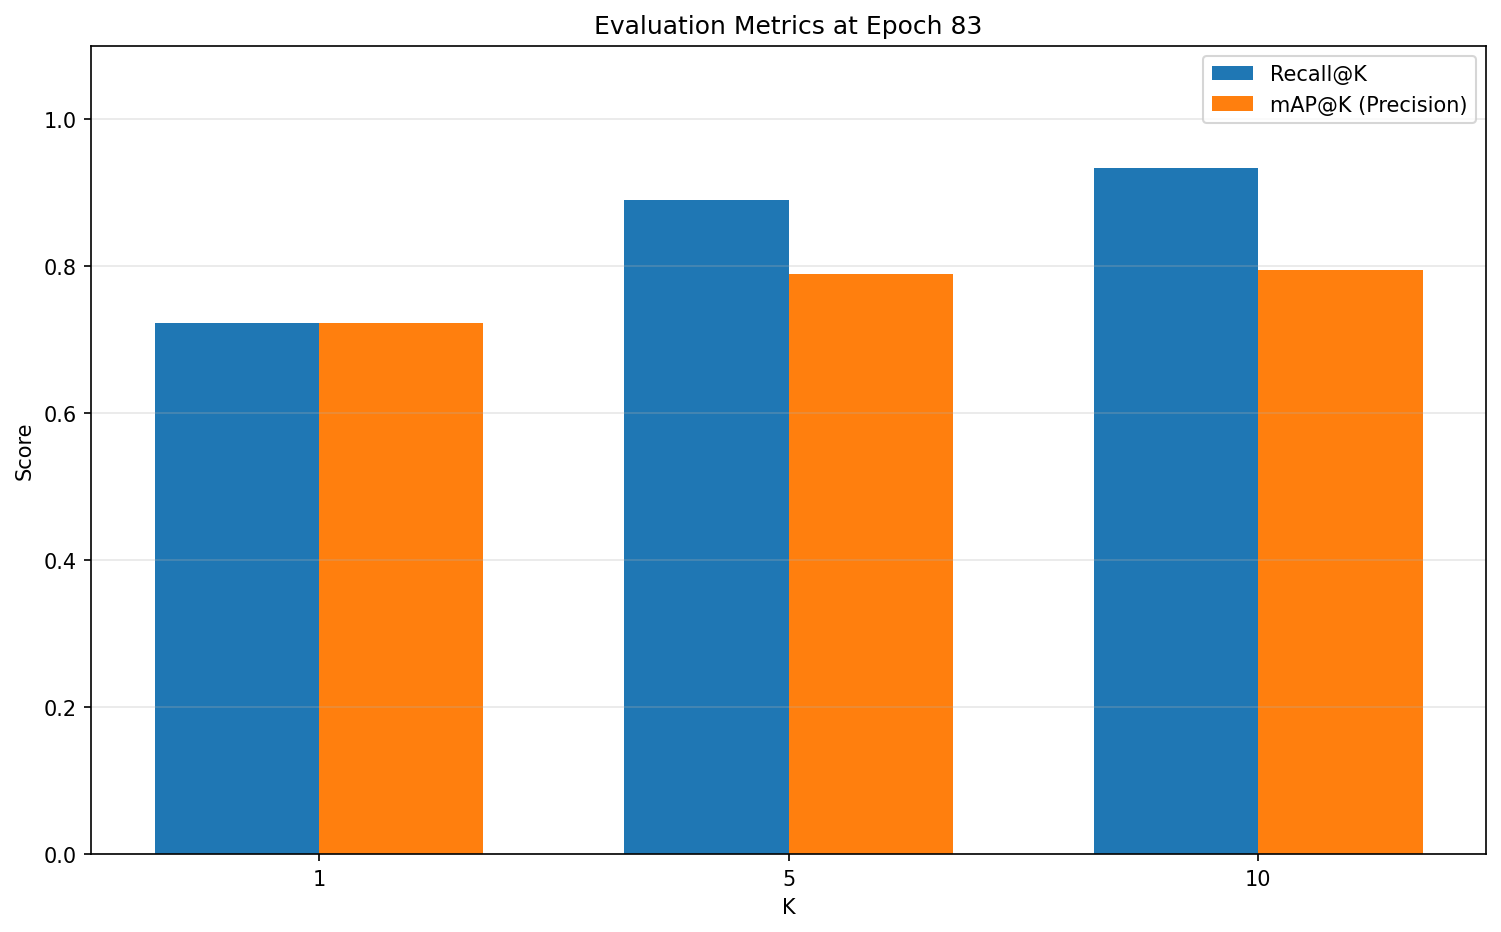 Evaluation Metrics at Epoch 83
Recall@K
mAP@K (Precision)
1.0
0.8
0.6
0.4
0.2
0.0
Score
1 5 10
K